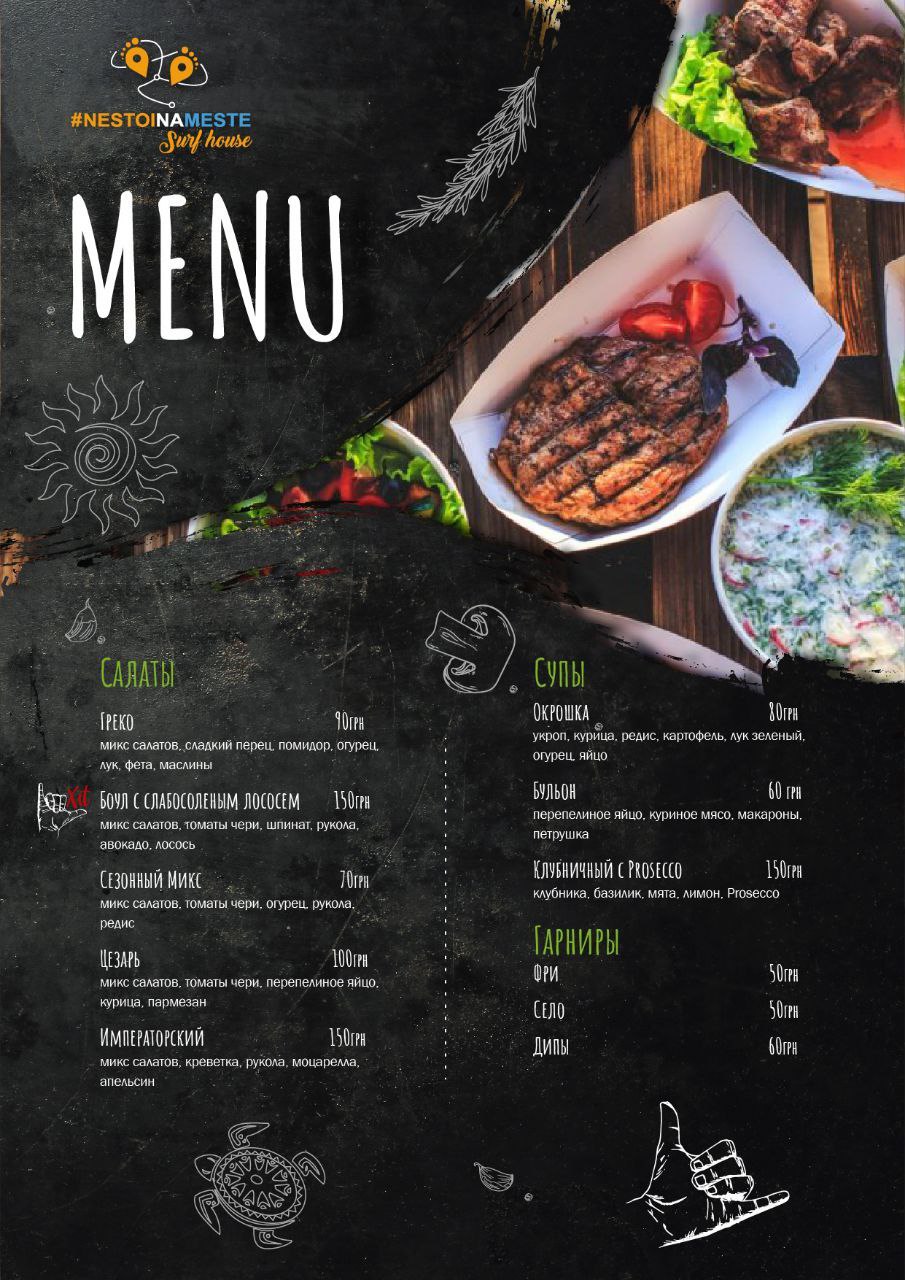 #NESTOINAMESTE
Surf house
MENU
Салаты
Греко 90грн
микс салатов, сладкий перец, помидор, огурец,
лук, фета, маслины
Xit
Боул с слабосоленым лососем 150грн
микс салатов, томаты чери, шпинат, рукола,
авокадо, лосось
Сезонный Микс 70грн
микс салатов, томаты чери, огурец, рукола,
редис
Цезарь 100грн
микс салатов, томаты чери, перепелиное яйцо,
курица, пармезан
Императорский 150грн
микс салатов, креветка, рукола, моцарелла,
апельсин
Супы
Окрошка 80грн
укроп, курица, редис, картофель, лук зеленый,
огурец, яйцо
Бульон 60 грн
перепелиное яйцо, куриное мясо, макароны,
петрушка
Клубничный с Prosecco 150грн
клубника, базилик, мята, лимон, Prosecco
Гарниры
Фри 50грн
Село 50грн
Дипы 60грн